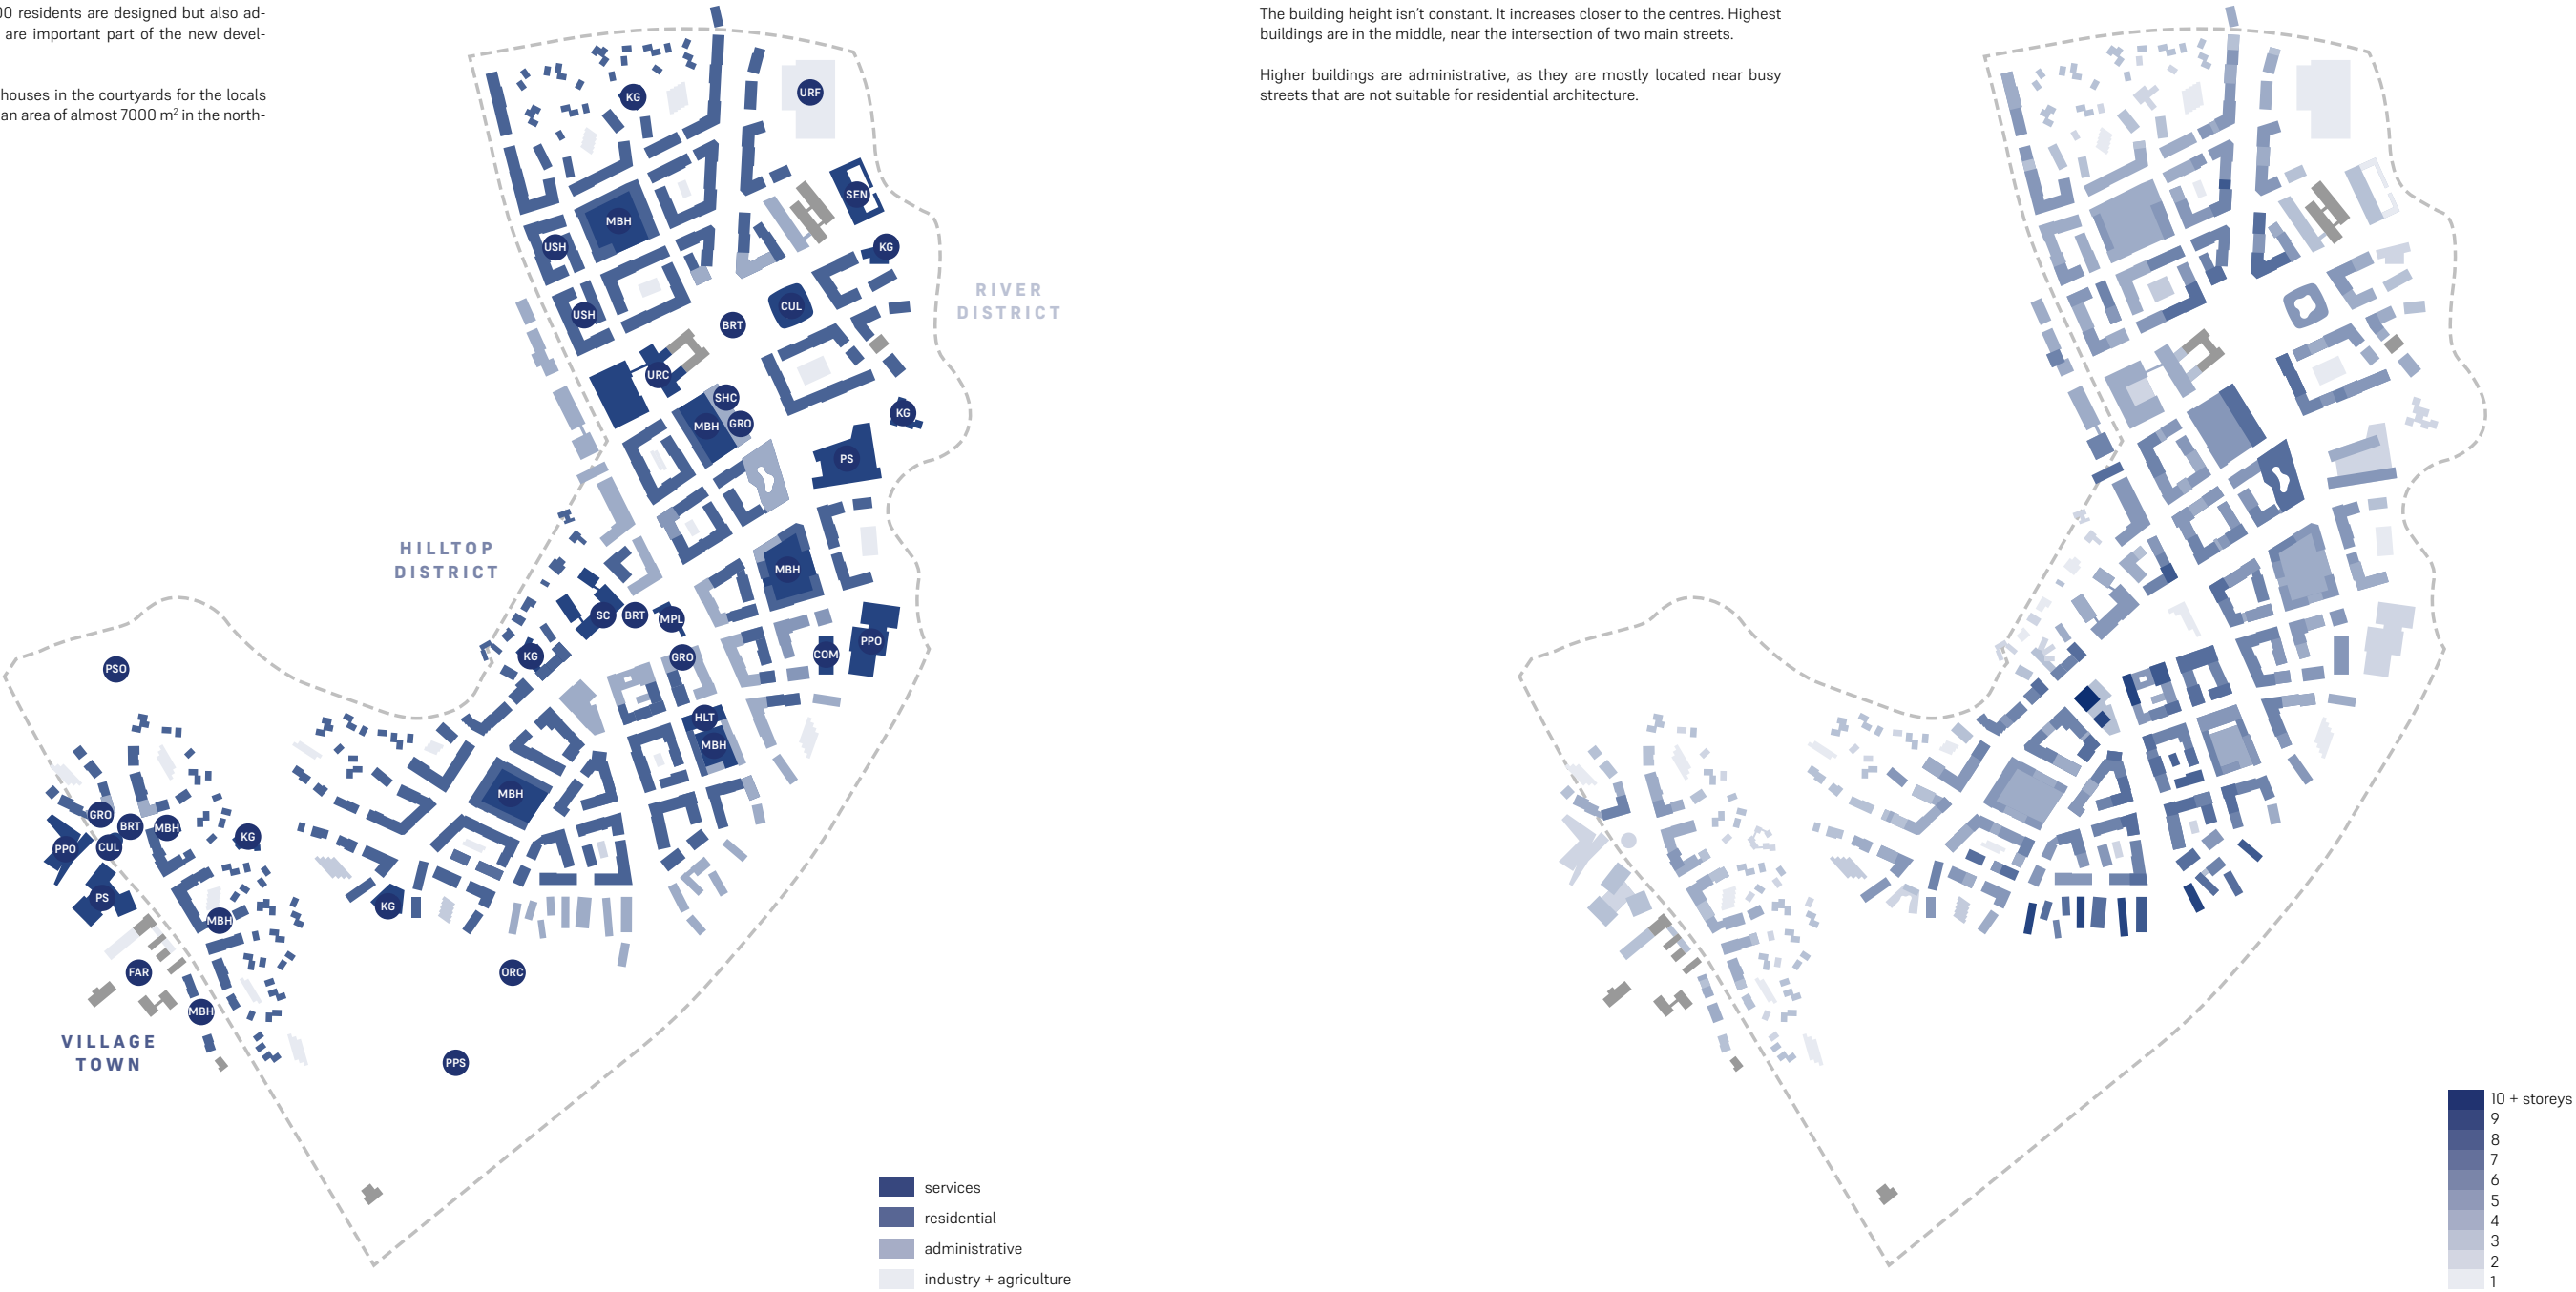 00 residents are designed but also ad-
are important part of the new devel-
houses in the courtyards for the locals
an area of almost 7000 m² in the north-
The building height isn't constant. It increases closer to the centres. Highest
buildings are in the middle, near the intersection of two main streets.
Higher buildings are administrative, as they are mostly located near busy
streets that are not suitable for residential architecture.
KG
URF
SEN
MBH
USH
KG
CUL
USH
BRT
URC
SHC
MBH
GRO
KG
PS
RIVER
DISTRICT
HILLTOP
DISTRICT
MBH
SC
BRT
MPL
PPO
COM
KG
GRO
PSO
HLT
MBH
MBH
GRO
BRT
MBH
KG
PPO
CUL
PS
KG
MBH
FAR
ORC
MBH
VILLAGE
TOWN
PPS
services
residential
administrative
industry + agriculture
10 + storeys
9
8
7
6
5
4
3
2
1